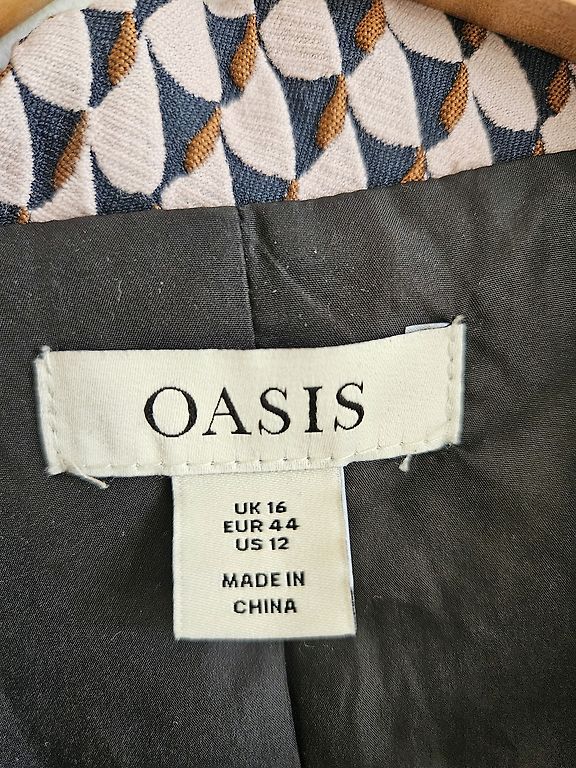 OASIS
UK 16
EUR 44
US 12
MADE IN
CHINA